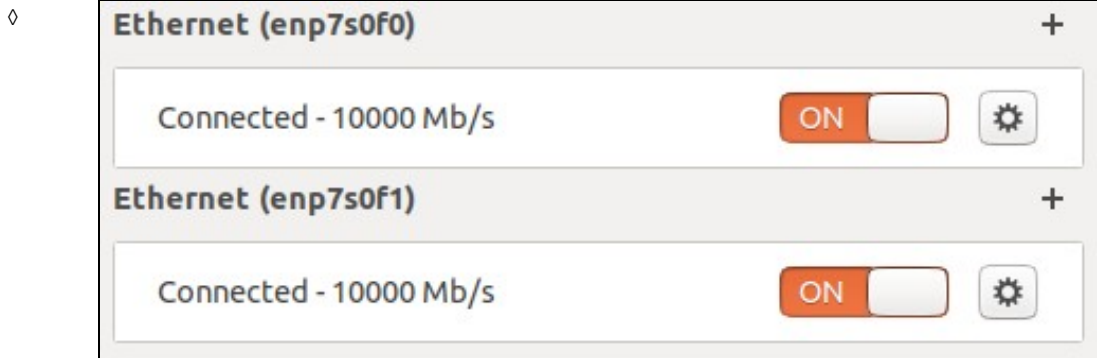 ◊
Ethernet (enp7s0f0) +
Connected - 10000 Mb/s ON
Ethernet (enp7s0f1) +
Connected - 10000 Mb/s ON